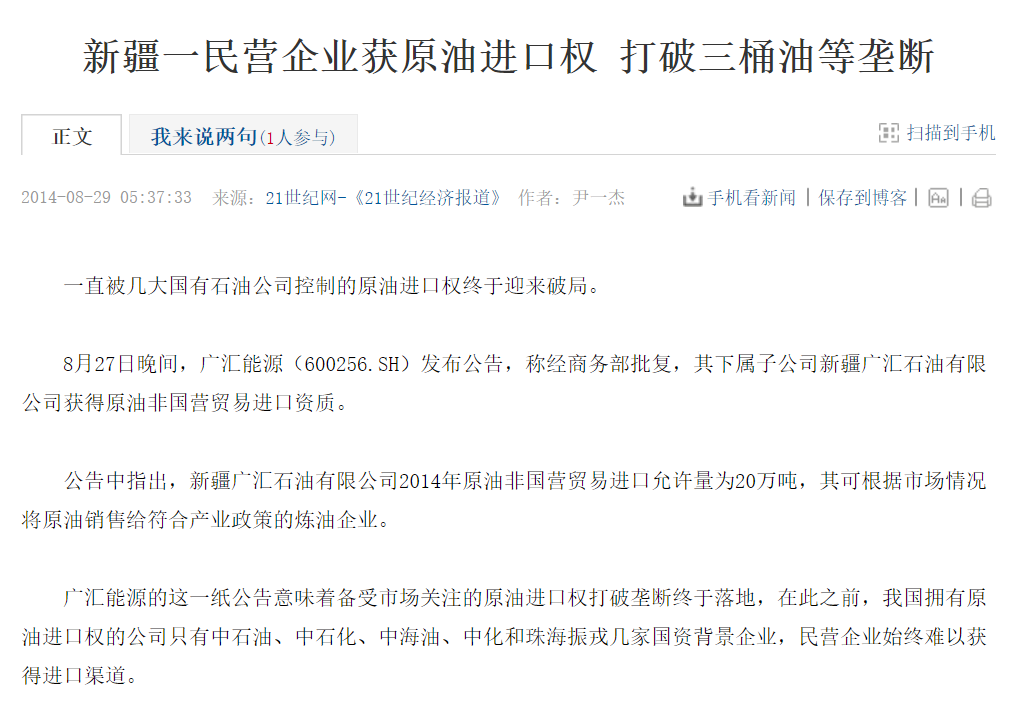 新疆一民营企业获原油进口权 打破三桶油等垄断
正文 我来说两句(1人参与) 扫描到手机
2014-08-29 05:37:33 来源：21世纪网-《21世纪经济报道》 作者：尹一杰 手机看新闻 | 保存到博客 | Aa |
一直被几大国有石油公司控制的原油进口权终于迎来破局。
8月27日晚间，广汇能源（600256.SH）发布公告，称经商务部批复，其下属子公司新疆广汇石油有限
公司获得原油非国营贸易进口资质。
公告中指出，新疆广汇石油有限公司2014年原油非国营贸易进口允许量为20万吨，其可根据市场情况
将原油销售给符合产业政策的炼油企业。
广汇能源的这一纸公告意味着备受市场关注的原油进口权打破垄断终于落地，在此之前，我国拥有原
油进口权的公司只有中石油、中石化、中海油、中化和珠海振戎几家国资背景企业，民营企业始终难以获
得进口渠道。